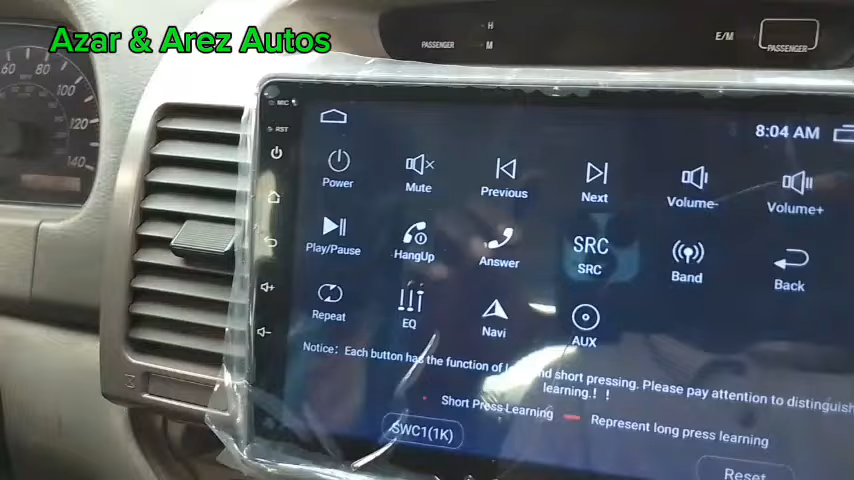 Azar & Arez Autos
H
M
PASSENGER
E/M
PASSENGER
60 80 100 120 140
MIC
RST
8:04 AM
Power
Mute
Previous
Next
Volume-
Volume+
Play/Pause
HangUp
Answer
SRC
SRC
Band
Back
Repeat
EQ
Navi
AUX
Notice: Each button has the function of and short pressing. Please pay attention to distinguish
learning.! !
Short Press Learning
Represent long press learning
SWC1(1K)
Reset